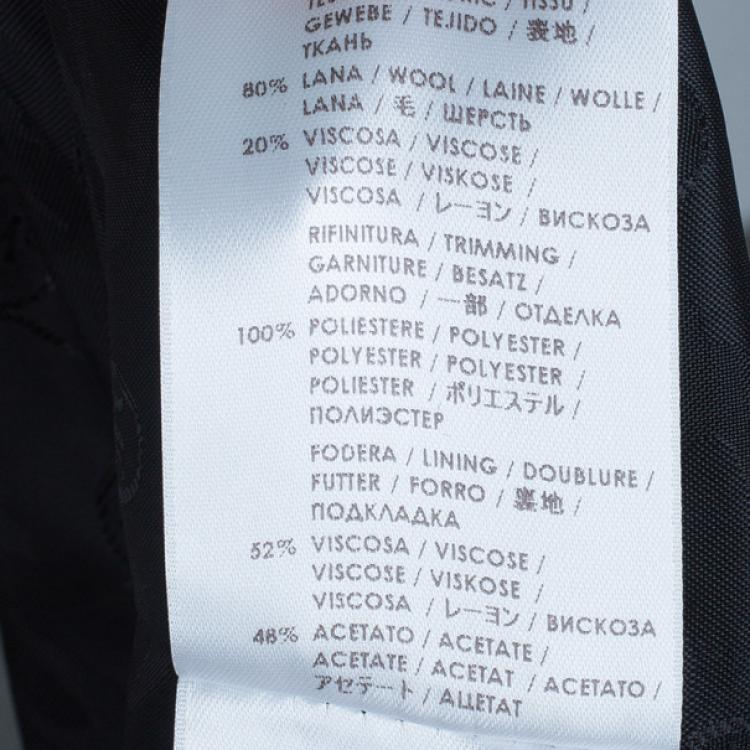 TISSU /
GEWEBE / TEJIDO / 表地 /
ТКАНЬ
80% LANA / WOOL / LAINE / WOLLE /
LANA / 毛 / ШЕРСТЬ
20% VISCOSA / VISCOSE /
VISCOSE / VISKOSE /
VISCOSA / レーヨン / ВИСКОЗА
RIFINITURA / TRIMMING /
GARNITURE / BESATZ /
ADORNO / 一部 / ОТДЕЛКА
100% POLIESTERE / POLYESTER /
POLYESTER / POLYESTER /
POLIESTER / ポリエステル /
ПОЛИЭСТЕР
FODERA / LINING / DOUBLURE /
FUTTER / FORRO / 裏地 /
ПОДКЛАДКА
52% VISCOSA / VISCOSE /
VISCOSE / VISKOSE /
VISCOSA / レーヨン / ВИСКОЗА
48% ACETATO / ACETATE /
ACETATE / ACETAT / ACETATO /
アセテート / АЦЕТАТ